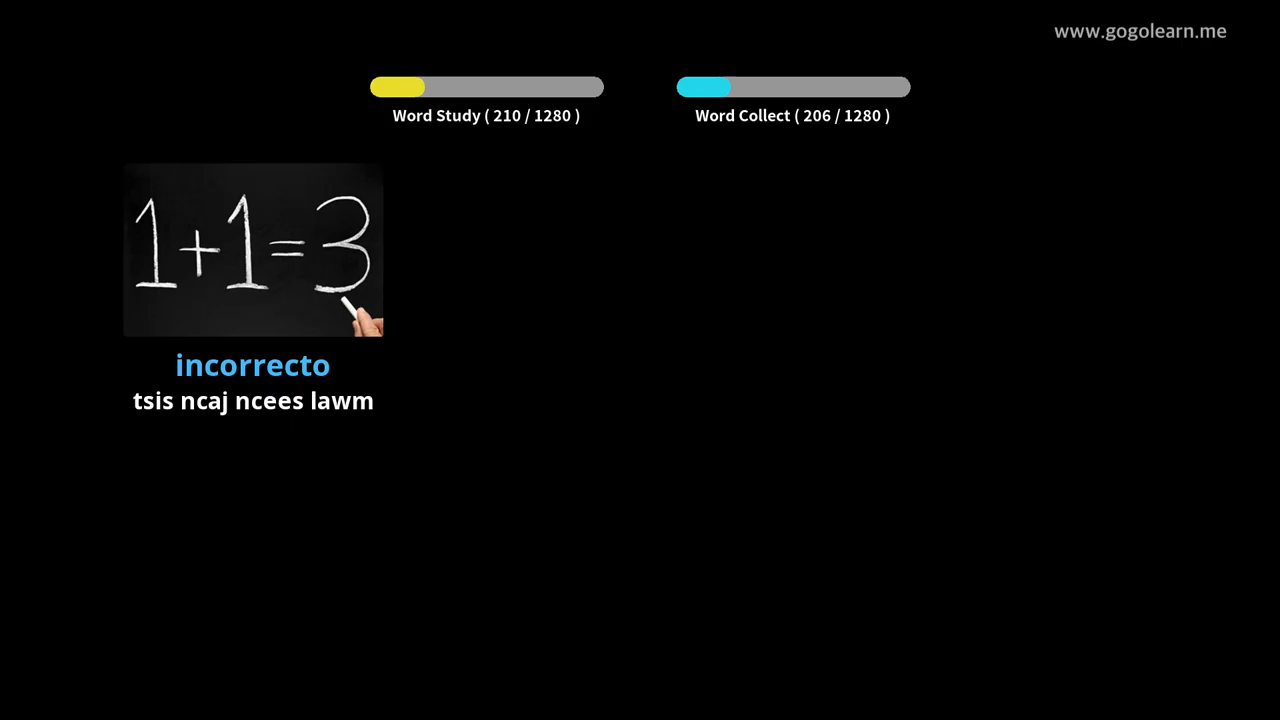 www.gogolearn.me
Word Study ( 210 / 1280 )
Word Collect ( 206 / 1280 )
1+1=3
incorrecto
tsis ncaj ncees lawm